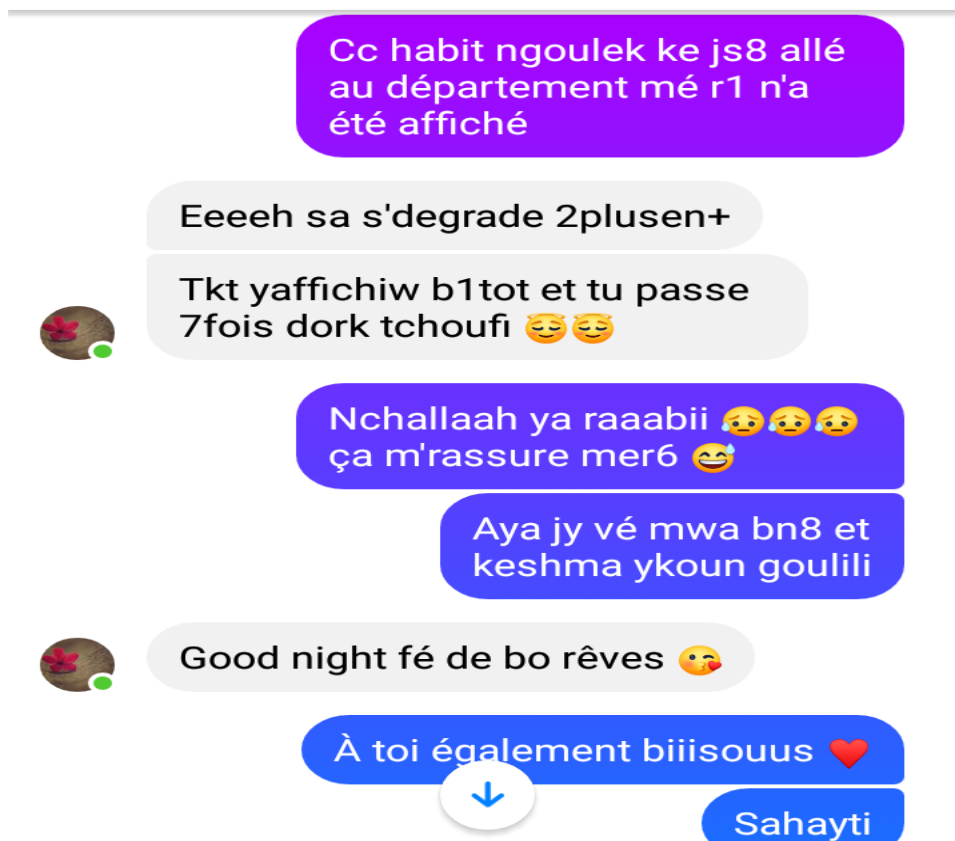 Cc habit ngoulek ke js8 allé
au département mé r1 n'a
été affiché
Eeeeh sa s'degrade 2plusen+
Tkt yaffichiw b1tot et tu passe
7fois dork tchoufi 😇😇
Nchallaah ya raaabii 😥😥😥
ça m'rassure mer6 😅
Aya jy vé mwa bn8 et
keshma ykoun goulili
Good night fé de bo rêves 😘
À toi également biiisouus ❤️
Sahayti